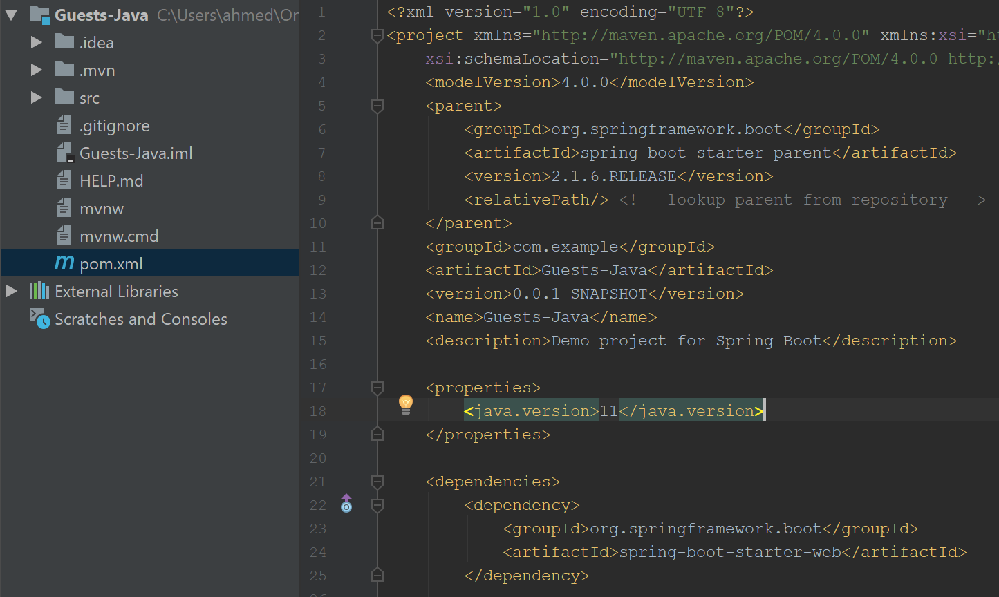 Guests-Java C:\Users\ahmed\On
.idea
.mvn
src
.gitignore
Guests-Java.iml
HELP.md
mvnw
mvnw.cmd
pom.xml
External Libraries
Scratches and Consoles
1 <?xml version="1.0" encoding="UTF-8"?>
2 <project xmlns="http://maven.apache.org/POM/4.0.0" xmlns:xsi="ht
3 xsi:schemaLocation="http://maven.apache.org/POM/4.0.0 http:/
4 <modelVersion>4.0.0</modelVersion>
5 <parent>
6 <groupId>org.springframework.boot</groupId>
7 <artifactId>spring-boot-starter-parent</artifactId>
8 <version>2.1.6.RELEASE</version>
9 <relativePath/> <!-- lookup parent from repository -->
10 </parent>
11 <groupId>com.example</groupId>
12 <artifactId>Guests-Java</artifactId>
13 <version>0.0.1-SNAPSHOT</version>
14 <name>Guests-Java</name>
15 <description>Demo project for Spring Boot</description>
16
17 <properties>
18 <java.version>11</java.version>
19 </properties>
20
21 <dependencies>
22 <dependency>
23 <groupId>org.springframework.boot</groupId>
24 <artifactId>spring-boot-starter-web</artifactId>
25 </dependency>